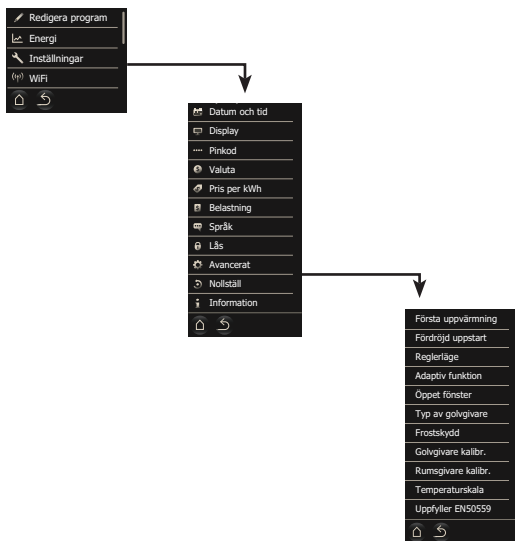 Redigera program
Energi
Inställningar
WiFi
Datum och tid
Display
Pinkod
Valuta
Pris per kWh
Belastning
Språk
Lås
Avancerat
Nollställ
Information
Första uppvärmning
Fördröjd uppstart
Reglerläge
Adaptiv funktion
Öppet fönster
Typ av golvgivare
Frostskydd
Golvgivare kalibr.
Rumsgivare kalibr.
Temperaturskala
Uppfyller EN50559